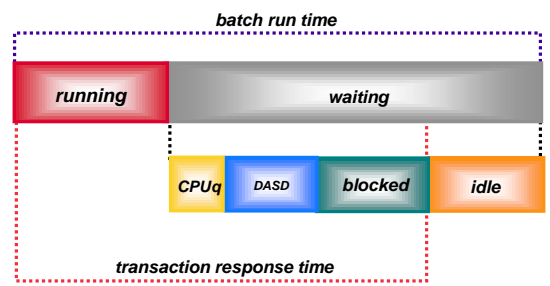 batch run time
running
waiting
CPUq
DASD
blocked
idle
transaction response time